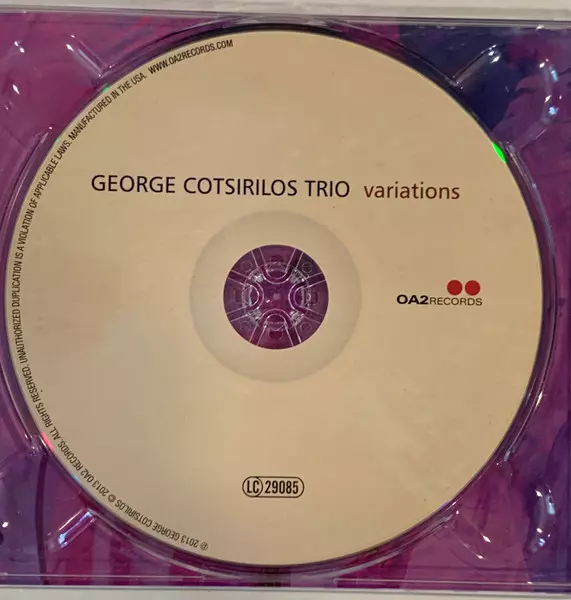 GEORGE COTSIRILOS TRIO variations
OA2RECORDS
LC 29085
℗ 2013 GEORGE COTSIRILOS © 2013 OA2 RECORDS. ALL RIGHTS RESERVED. UNAUTHORIZED DUPLICATION IS A VIOLATION OF APPLICABLE LAWS. MANUFACTURED IN THE USA. WWW.OA2RECORDS.COM